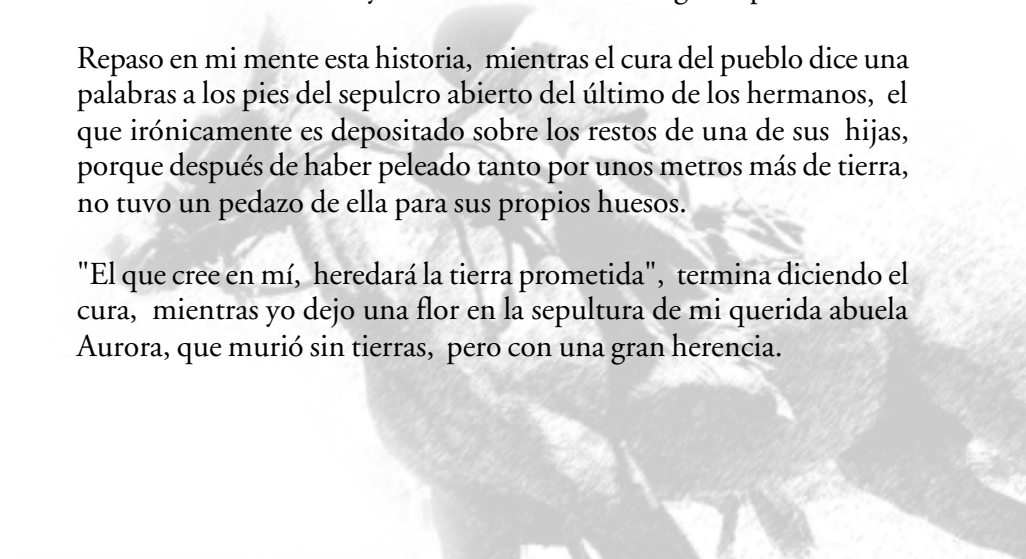 Repaso en mi mente esta historia,  mientras el cura del pueblo dice una
palabras a los pies del sepulcro abierto del último de los hermanos,  el
que irónicamente es depositado sobre los restos de una de sus  hijas,
porque después de haber peleado tanto por unos metros más de tierra,
no tuvo un pedazo de ella para sus propios huesos.
"El que cree en mí,  heredará la tierra prometida",  termina diciendo el
cura,  mientras yo dejo una flor en la sepultura de mi querida abuela
Aurora, que murió sin tierras,  pero con una gran herencia.